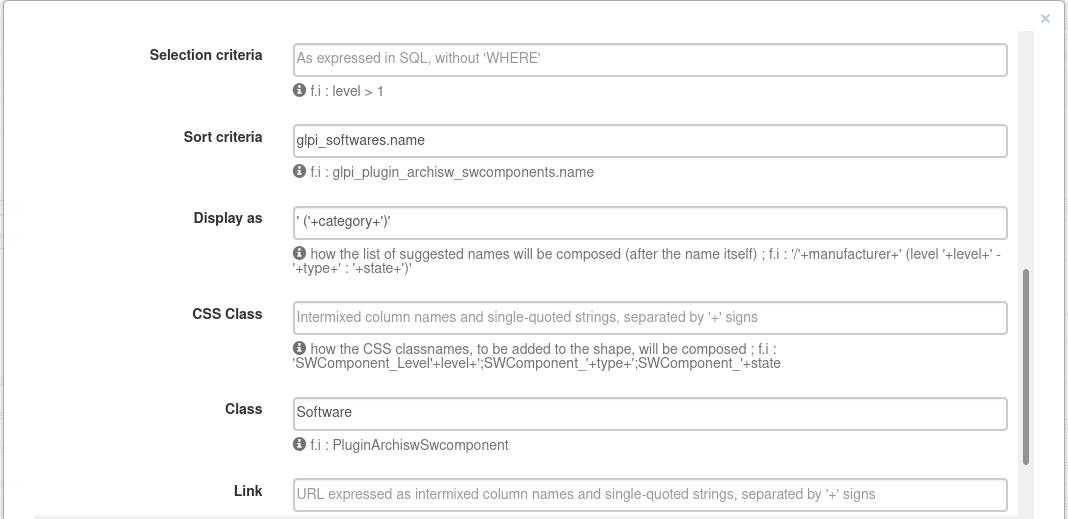 ×
Selection criteria
As expressed in SQL, without 'WHERE'
f.i : level > 1
Sort criteria
glpi_softwares.name
f.i : glpi_plugin_archisw_swcomponents.name
Display as
' ('+category+')'
how the list of suggested names will be composed (after the name itself) ; f.i : '/'+manufacturer+' (level '+level+' -
'+type+' : '+state+')'
CSS Class
Intermixed column names and single-quoted strings, separated by '+' signs
how the CSS classnames, to be added to the shape, will be composed ; f.i :
'SWComponent_Level'+level+';SWComponent_'+type+';SWComponent_'+state
Class
Software
f.i : PluginArchiswSwcomponent
Link
URL expressed as intermixed column names and single-quoted strings, separated by '+' signs